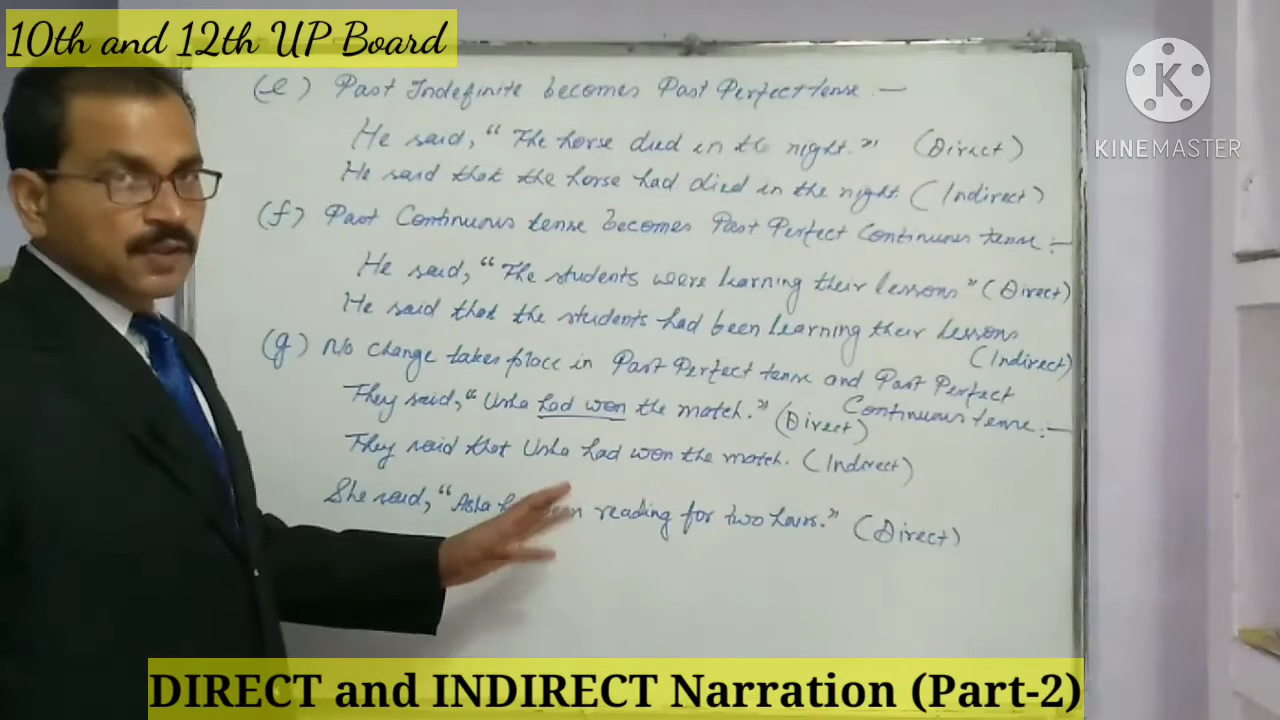 10th and 12th UP Board
KINEMASTER
(e) Past Indefinite becomes Past Perfect tense —
He said, "The horse died in the night." (Direct)
He said that the horse had died in the night. (Indirect)
(f) Past Continuous tense becomes Past Perfect Continuous tense :-
He said, "The students were learning their lessons" (Direct)
He said that the students had been learning their lessons
(Indirect)
(g) No change takes place in Past Perfect tense and Past Perfect
Continuous tense :-
They said, "Usha had won the match." (Direct)
They said that Usha had won the match. (Indirect)
She said, "Asha reading for two hours." (Direct)
DIRECT and INDIRECT Narration (Part-2)